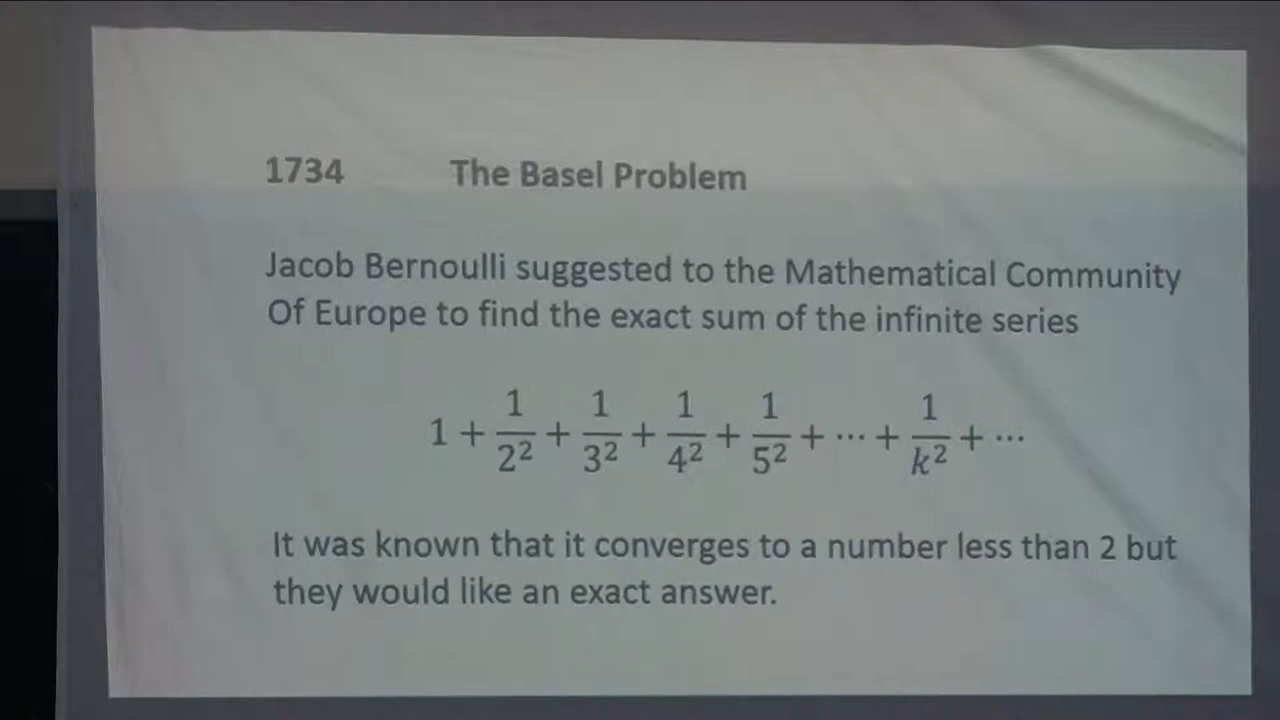 1734 The Basel Problem
Jacob Bernoulli suggested to the Mathematical Community
Of Europe to find the exact sum of the infinite series
1 + 1/2² + 1/3² + 1/4² + 1/5² + ⋯ + 1/k² + ⋯
It was known that it converges to a number less than 2 but
they would like an exact answer.